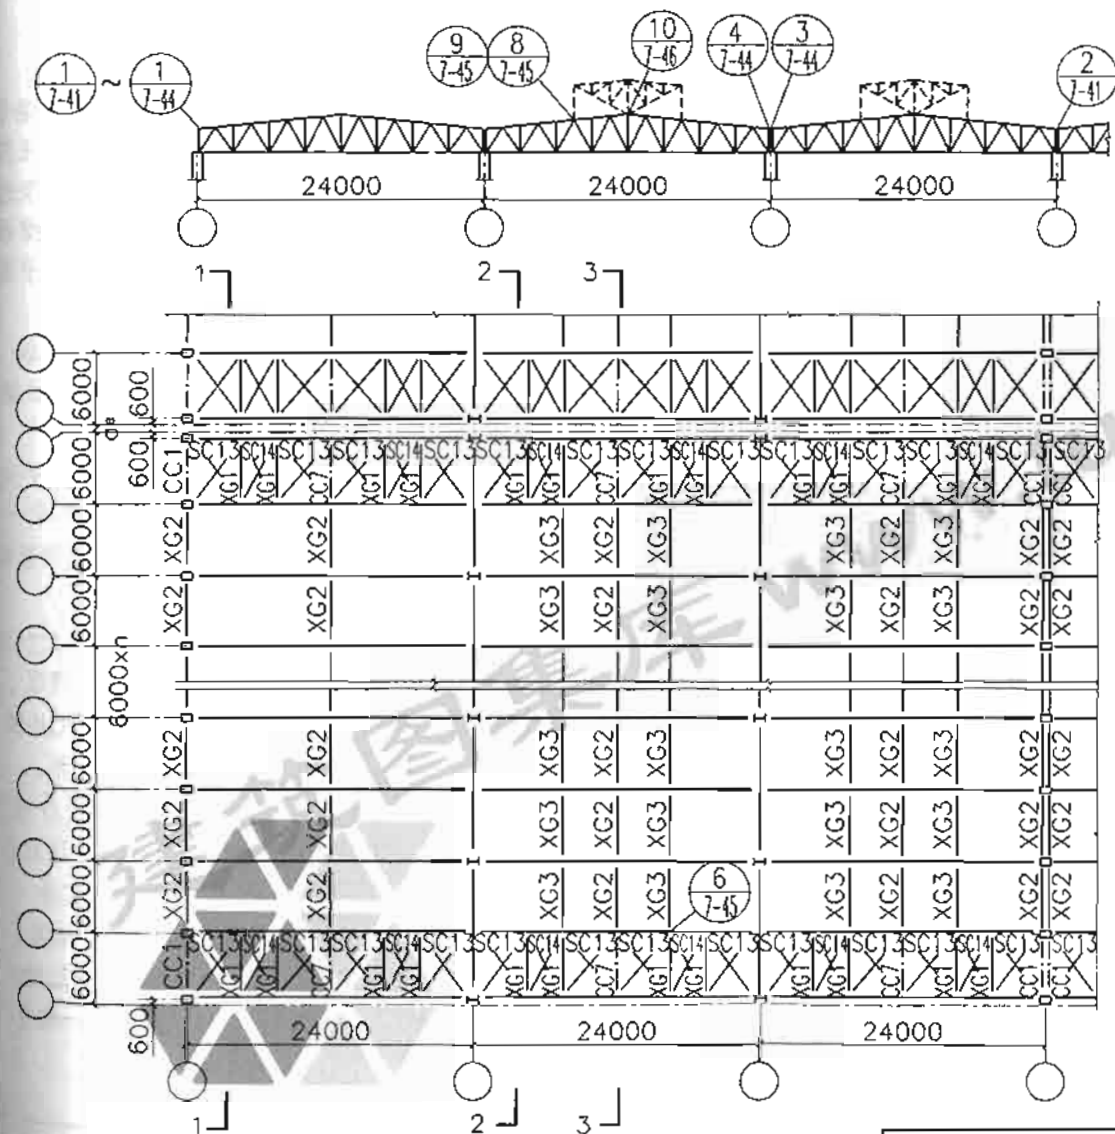 1/7-41 ~ 1/7-44
9/7-45 8/7-45 10/7-46 4/7-44 3/7-44 2/7-41
24000 24000 24000
1 2 3
6000 600
600
6000 CC1 SC13 SC14 SC13 SC13 SC14 SC13 SC13 SC14 SC13 SC13 SC14 SC13 SC13 SC14 SC13 SC13 SC14 SC13 SC13
XG1 XG1 CC7 XG1 XG1 XG1 XG1 CC7 XG1 XG1 XG1 XG1 CC7 XG1 XG1 CC1 CC1
6000 XG2 XG2 XG3 XG2 XG3 XG3 XG2 XG3 XG2 XG2
6000 XG2 XG2 XG3 XG2 XG3 XG3 XG2 XG3 XG2 XG2
6000xn
6000 XG2 XG2 XG3 XG2 XG3 XG3 XG2 XG3 XG2 XG2
6000 XG2 XG2 XG3 XG2 XG3 XG3 XG2 XG3 XG2 XG2
6000 XG2 XG2 XG3 XG2 XG3 XG3 XG2 XG3 XG2 XG2
6/7-45
6000 CC1 SC13 SC14 SC13 SC13 SC14 SC13 SC13 SC14 SC13 SC13 SC14 SC13 SC13 SC14 SC13 SC13 SC14 SC13 SC13
XG1 XG1 CC7 XG1 XG1 XG1 XG1 CC7 XG1 XG1 XG1 XG1 CC7 XG1 XG1 CC1 CC1
600
24000 24000 24000
1 2 3
建筑图集库 www.